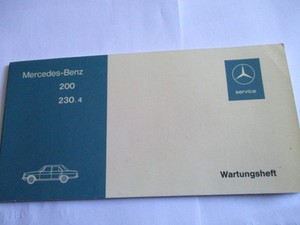 Mercedes-Benz
200
230.4
service
Wartungsheft